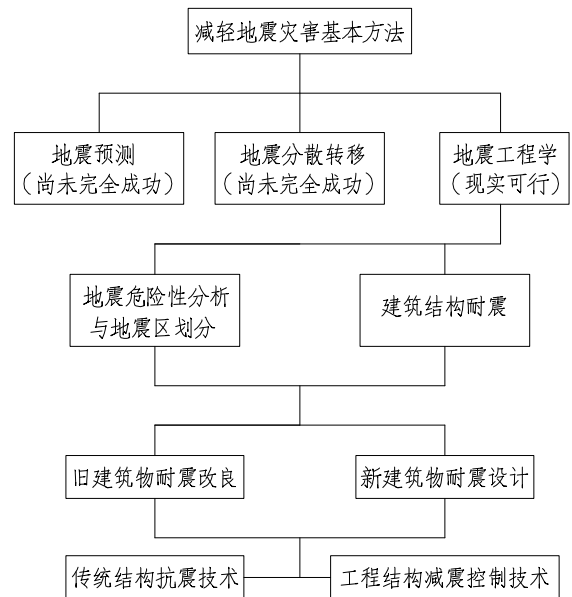 减轻地震灾害基本方法
地震预测
（尚未完全成功）
地震分散转移
（尚未完全成功）
地震工程学
（现实可行）
地震危险性分析
与地震区划分
建筑结构耐震
旧建筑物耐震改良
新建筑物耐震设计
传统结构抗震技术
工程结构减震控制技术